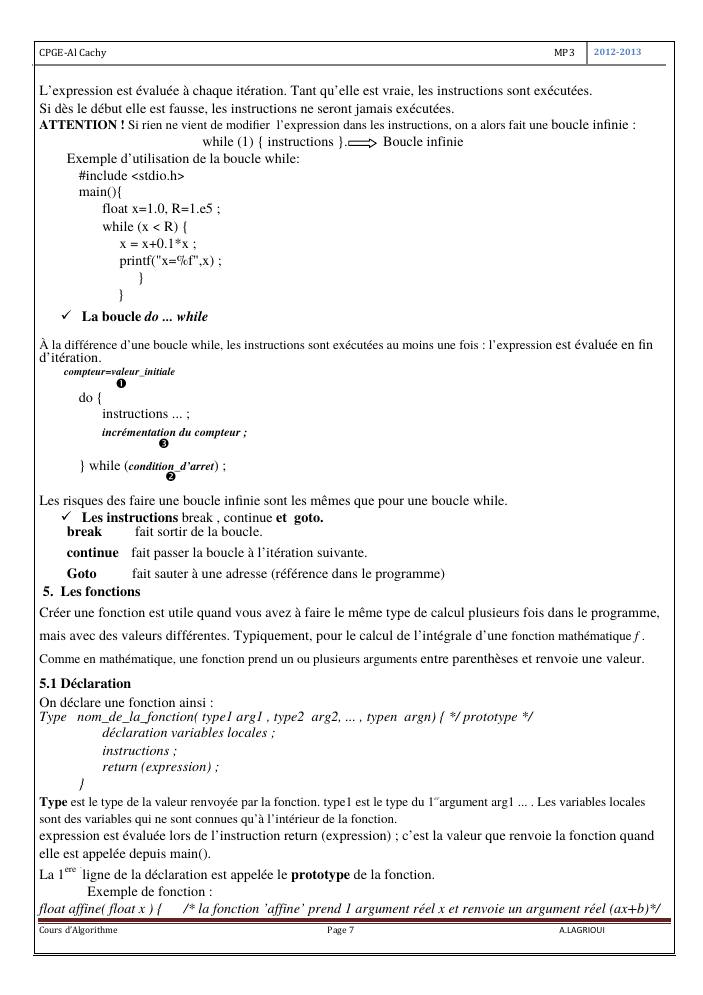 CPGE-Al Cachy MP3 2012-2013
L’expression est évaluée à chaque itération. Tant qu’elle est vraie, les instructions sont exécutées.
Si dès le début elle est fausse, les instructions ne seront jamais exécutées.
ATTENTION ! Si rien ne vient de modifier l’expression dans les instructions, on a alors fait une boucle infinie :
while (1) { instructions }. ⇒ Boucle infinie
Exemple d’utilisation de la boucle while:
#include <stdio.h>
main(){
float x=1.0, R=1.e5 ;
while (x < R) {
x = x+0.1*x ;
printf("x=%f",x) ;
}
}
✓ La boucle do ... while
À la différence d’une boucle while, les instructions sont exécutées au moins une fois : l’expression est évaluée en fin
d’itération.
compteur=valeur_initiale
❶
do {
instructions ... ;
incrémentation du compteur ;
❸
} while (condition_d’arret) ;
❷
Les risques des faire une boucle infinie sont les mêmes que pour une boucle while.
✓ Les instructions break , continue et goto.
break fait sortir de la boucle.
continue fait passer la boucle à l’itération suivante.
Goto fait sauter à une adresse (référence dans le programme)
5. Les fonctions
Créer une fonction est utile quand vous avez à faire le même type de calcul plusieurs fois dans le programme,
mais avec des valeurs différentes. Typiquement, pour le calcul de l’intégrale d’une fonction mathématique f .
Comme en mathématique, une fonction prend un ou plusieurs arguments entre parenthèses et renvoie une valeur.
5.1 Déclaration
On déclare une fonction ainsi :
Type nom_de_la_fonction( type1 arg1 , type2 arg2, ... , typen argn) { */ prototype */
déclaration variables locales ;
instructions ;
return (expression) ;
}
Type est le type de la valeur renvoyée par la fonction. type1 est le type du 1er argument arg1 ... . Les variables locales
sont des variables qui ne sont connues qu’à l’intérieure de la fonction.
expression est évaluée lors de l’instruction return (expression) ; c’est la valeur que renvoie la fonction quand
elle est appelée depuis main().
La 1ere ligne de la déclaration est appelée le prototype de la fonction.
Exemple de fonction :
float affine( float x ) { /* la fonction ’affine’ prend 1 argument réel x et renvoie un argument réel (ax+b)*/
Cours d’Algorithme Page 7 A.LAGRIOUI